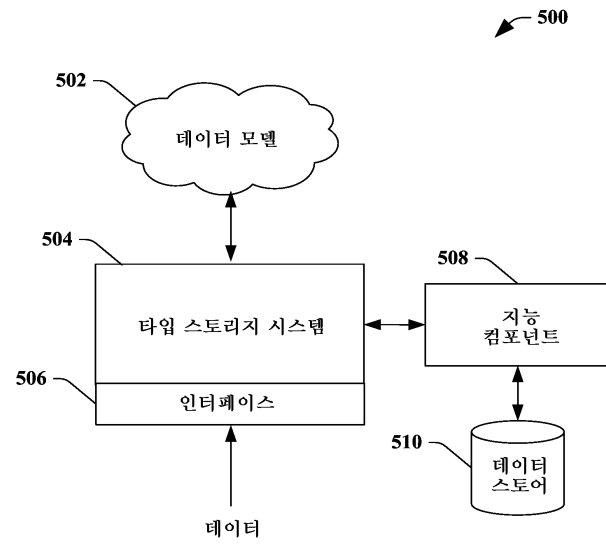 500
502
데이터 모델
504
타입 스토리지 시스템
506
인터페이스
데이터
508
지능
컴포넌트
510
데이터
스토어